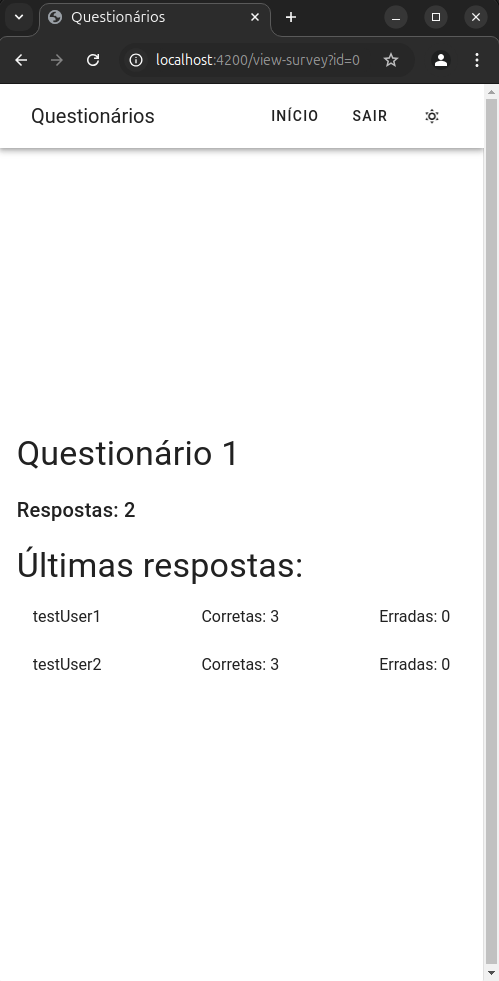 Questionários
localhost:4200/view-survey?id=0
Questionários INÍCIO SAIR
Questionário 1
Respostas: 2
Últimas respostas:
testUser1 Corretas: 3 Erradas: 0
testUser2 Corretas: 3 Erradas: 0